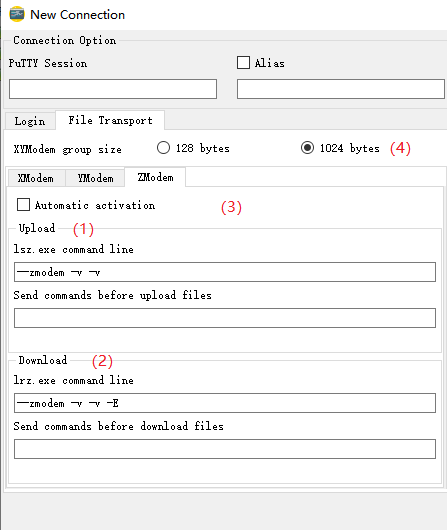 New Connection
Connection Option
PuTTY Session
Alias
Login
File Transport
XYModem group size
128 bytes
1024 bytes
(4)
XModem
YModem
ZModem
Automatic activation
(3)
Upload
(1)
lsz.exe command line
--zmodem -v -v
Send commands before upload files
Download
(2)
lrz.exe command line
--zmodem -v -v -E
Send commands before download files